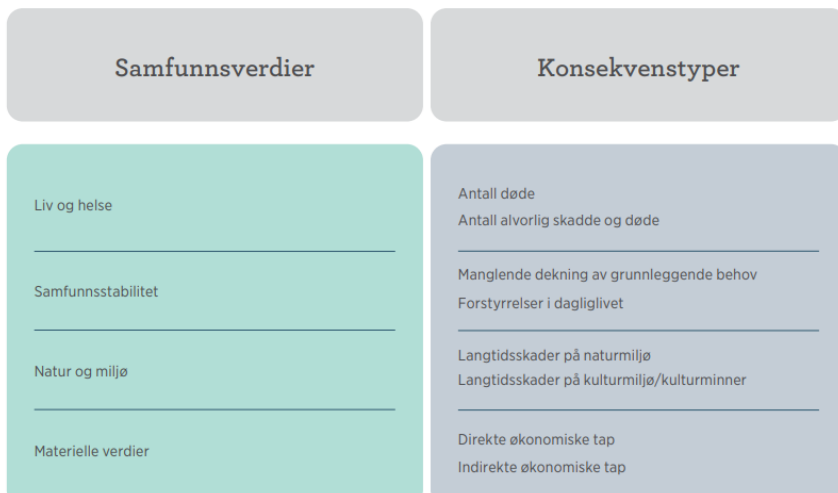 Samfunnsverdier
Konsekvenstyper
Liv og helse
Antall døde
Antall alvorlig skadde og døde
Samfunnsstabilitet
Manglende dekning av grunnleggende behov
Forstyrrelser i dagliglivet
Natur og miljø
Langtidsskader på naturmiljø
Langtidsskader på kulturmiljø/kulturminner
Materielle verdier
Direkte økonomiske tap
Indirekte økonomiske tap